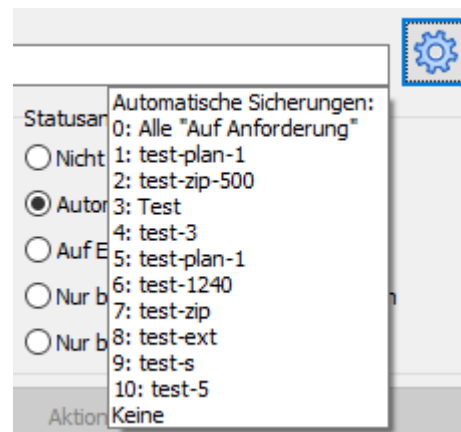 Automatische Sicherungen:
Statusan
0: Alle "Auf Anforderung"
Nicht
1: test-plan-1
2: test-zip-500
Autor
3: Test
4: test-3
Auf E
5: test-plan-1
6: test-1240
Nur b
7: test-zip
Nur b
8: test-ext
9: test-s
10: test-5
Aktion
Keine